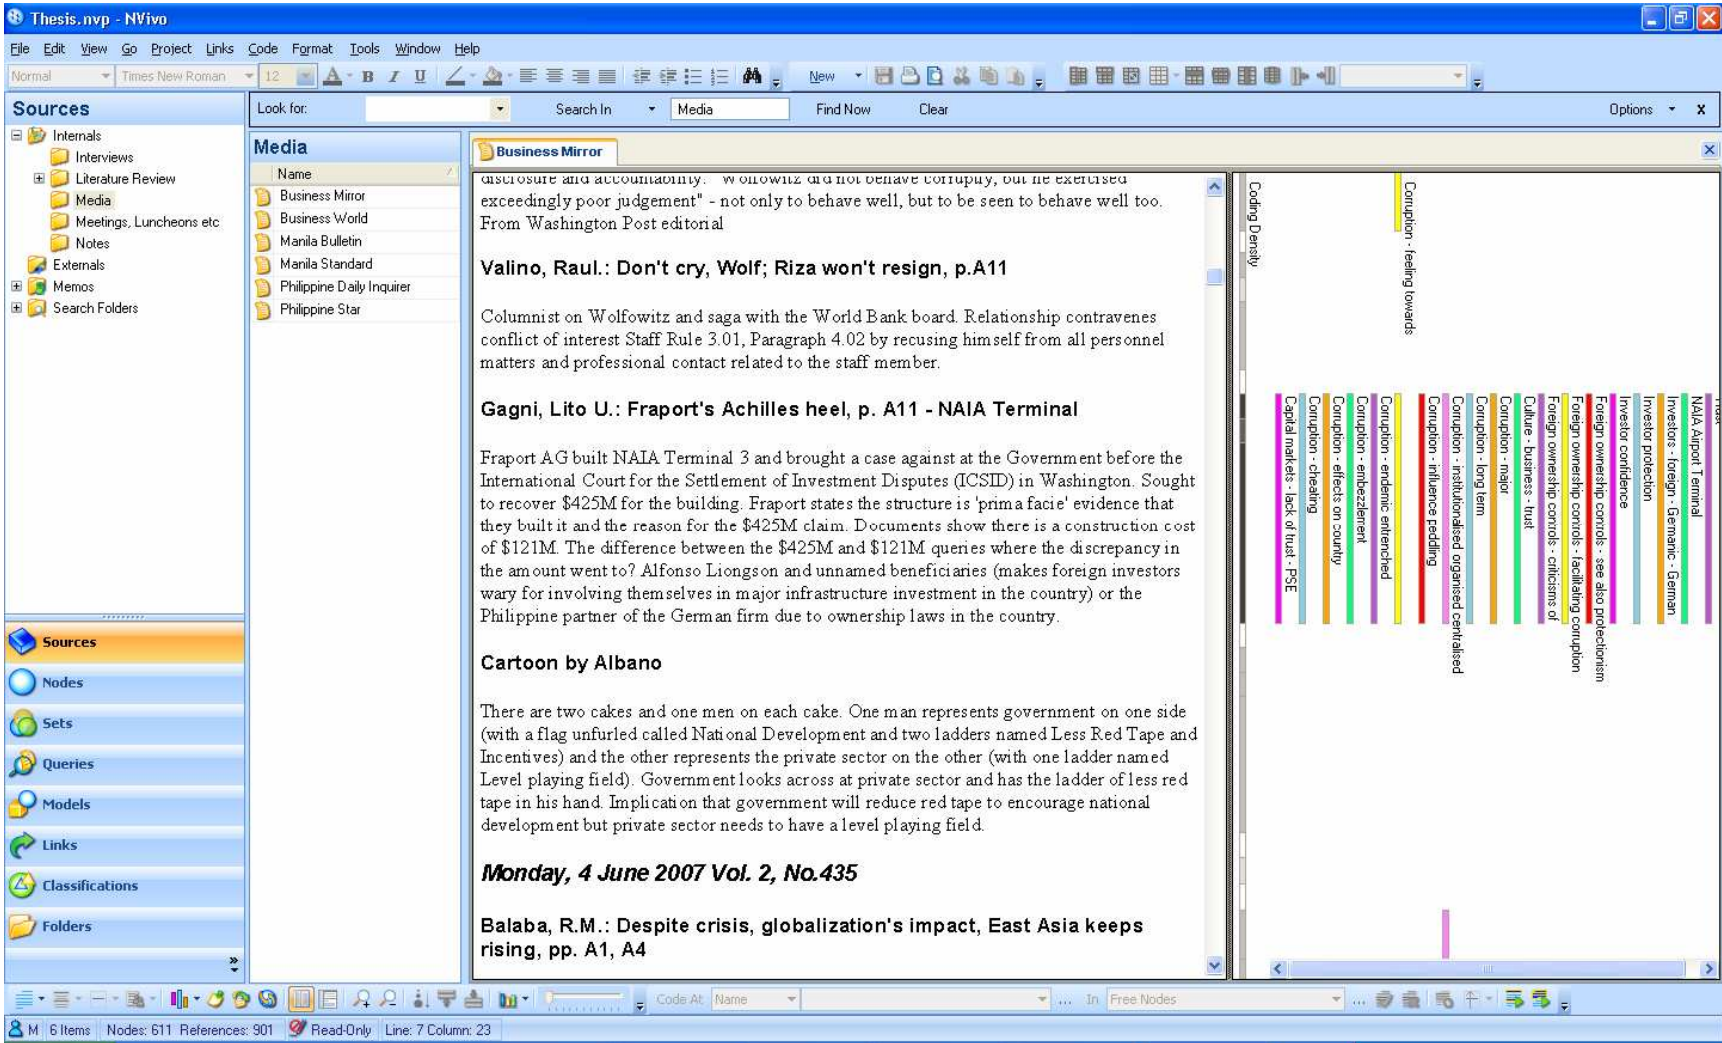 Thesis.nvp - NVivo
File Edit View Go Project Links Code Format Tools Window Help
Normal Times New Roman 12 A B I U New
Sources
Look for: Search In Media Find Now Clear Options x
Internals
Interviews
Literature Review
Media
Meetings, Luncheons etc
Notes
Externals
Memos
Search Folders
Sources
Nodes
Sets
Queries
Models
Links
Classifications
Folders
Media
Name
Business Mirror
Business World
Manila Bulletin
Manila Standard
Philippine Daily Inquirer
Philippine Star
Business Mirror
disclosure and accountability. "Wolfowitz did not behave corruptly, but he exercised
exceedingly poor judgement" - not only to behave well, but to be seen to behave well too.
From Washington Post editorial
Valino, Raul.: Don't cry, Wolf; Riza won't resign, p.A11
Columnist on Wolfowitz and saga with the World Bank board. Relationship contravenes
conflict of interest Staff Rule 3.01, Paragraph 4.02 by recusing himself from all personnel
matters and professional contact related to the staff member.
Gagni, Lito U.: Fraport's Achilles heel, p. A11 - NAIA Terminal
Fraport AG built NAIA Terminal 3 and brought a case against at the Government before the
International Court for the Settlement of Investment Disputes (ICSID) in Washington. Sought
to recover $425M for the building. Fraport states the structure is 'prima facie' evidence that
they built it and the reason for the $425M claim. Documents show there is a construction cost
of $121M. The difference between the $425M and $121M queries where the discrepancy in
the amount went to? Alfonso Liongson and unnamed beneficiaries (makes foreign investors
wary for involving themselves in major infrastructure investment in the country) or the
Philippine partner of the German firm due to ownership laws in the country.
Cartoon by Albano
There are two cakes and one men on each cake. One man represents government on one side
(with a flag unfurled called National Development and two ladders named Less Red Tape and
Incentives) and the other represents the private sector on the other (with one ladder named
Level playing field). Government looks across at private sector and has the ladder of less red
tape in his hand. Implication that government will reduce red tape to encourage national
development but private sector needs to have a level playing field.
Monday, 4 June 2007 Vol. 2, No.435
Balaba, R.M.: Despite crisis, globalization's impact, East Asia keeps
rising, pp. A1, A4
Coding Density
Corruption - feeling towards
Capital markets - lack of trust - PSE
Corruption - cheating
Corruption - effects on country
Corruption - embezzlement
Corruption - endemic entrenched
Corruption - influence peddling
Corruption - institutionalised organised centralised
Corruption - long term
Corruption - major
Culture - business - trust
Foreign ownership controls - criticisms of
Foreign ownership controls - facilitating corruption
Foreign ownership controls - see also protectionism
Investor confidence
Investor protection
Investors - foreign - Germanic - German
NAIA Airport Terminal
Code At Name In Free Nodes
M 6 Items Nodes: 611 References: 901 Read-Only Line: 7 Column: 23